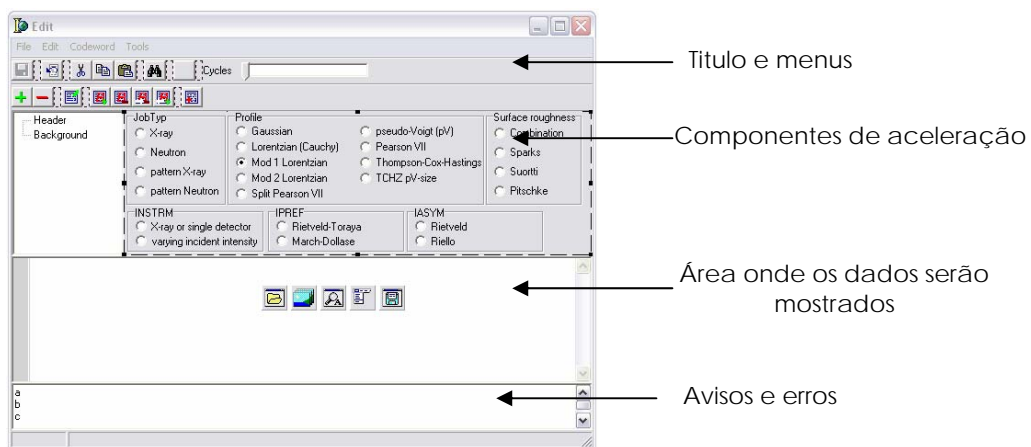 Edit
File Edit Codeword Tools
Cycles
Titulo e menus
Header
Background
JobTyp
X-ray
Neutron
pattern X-ray
pattern Neutron
Profile
Gaussian
Lorentzian (Cauchy)
Mod 1 Lorentzian
Mod 2 Lorentzian
Split Pearson VII
pseudo-Voigt (pV)
Pearson VII
Thompson-Cox-Hastings
TCHZ pV-size
Surface roughness
Combination
Sparks
Suortti
Pitschke
Componentes de aceleração
INSTRM
X-ray or single detector
varying incident intensity
IPREF
Rietveld-Toraya
March-Dollase
IASYM
Rietveld
Riello
Área onde os dados serão
mostrados
a
b
c
Avisos e erros